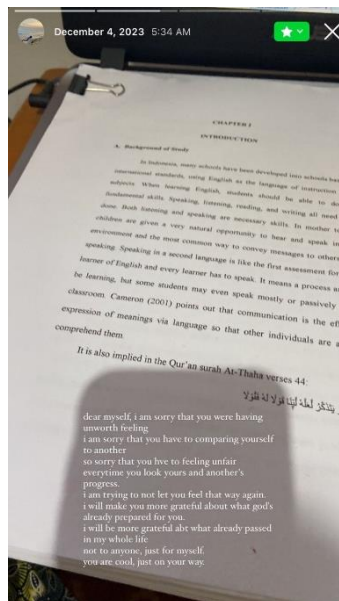 December 4, 2023 5:34 AM
CHAPTER I
INTRODUCTION
A. Background of Study
In Indonesia, many schools have been developed into schools
international standards, using English as the language of instruction
subjects. When learning English, students should be able to
fundamental skills. Speaking, listening, reading, and writing all need
done. Both listening and speaking are necessary skills. In mother
children are given a very natural opportunity to hear and speak in
environment and the most common way to convey messages to others
speaking. Speaking in a second language is like the first assessment for
learner of English and every learner has to speak. It means a process
be learning, but some students may even speak mostly or passively
classroom. Cameron (2001) points out that communication is the
expression of meanings via language so that other individuals are
comprehend them.
It is also implied in the Qur'an surah At-Thaha verses 44:
فَقُولَا لَهُ قَوْلًا لَيِّنًا لَعَلَّهُ يَتَذَكَّرُ
dear myself, i am sorry that you were having
unworth feeling
i am sorry that you have to comparing yourself
to another
so sorry that you hve to feeling unfair
everytime you look yours and another's
progress.
i am trying to not let you feel that way again.
i will make you more grateful about what god's
already prepared for you.
i will be more grateful abt what already passed
in my whole life
not to anyone, just for myself.
you are cool, just on your way.